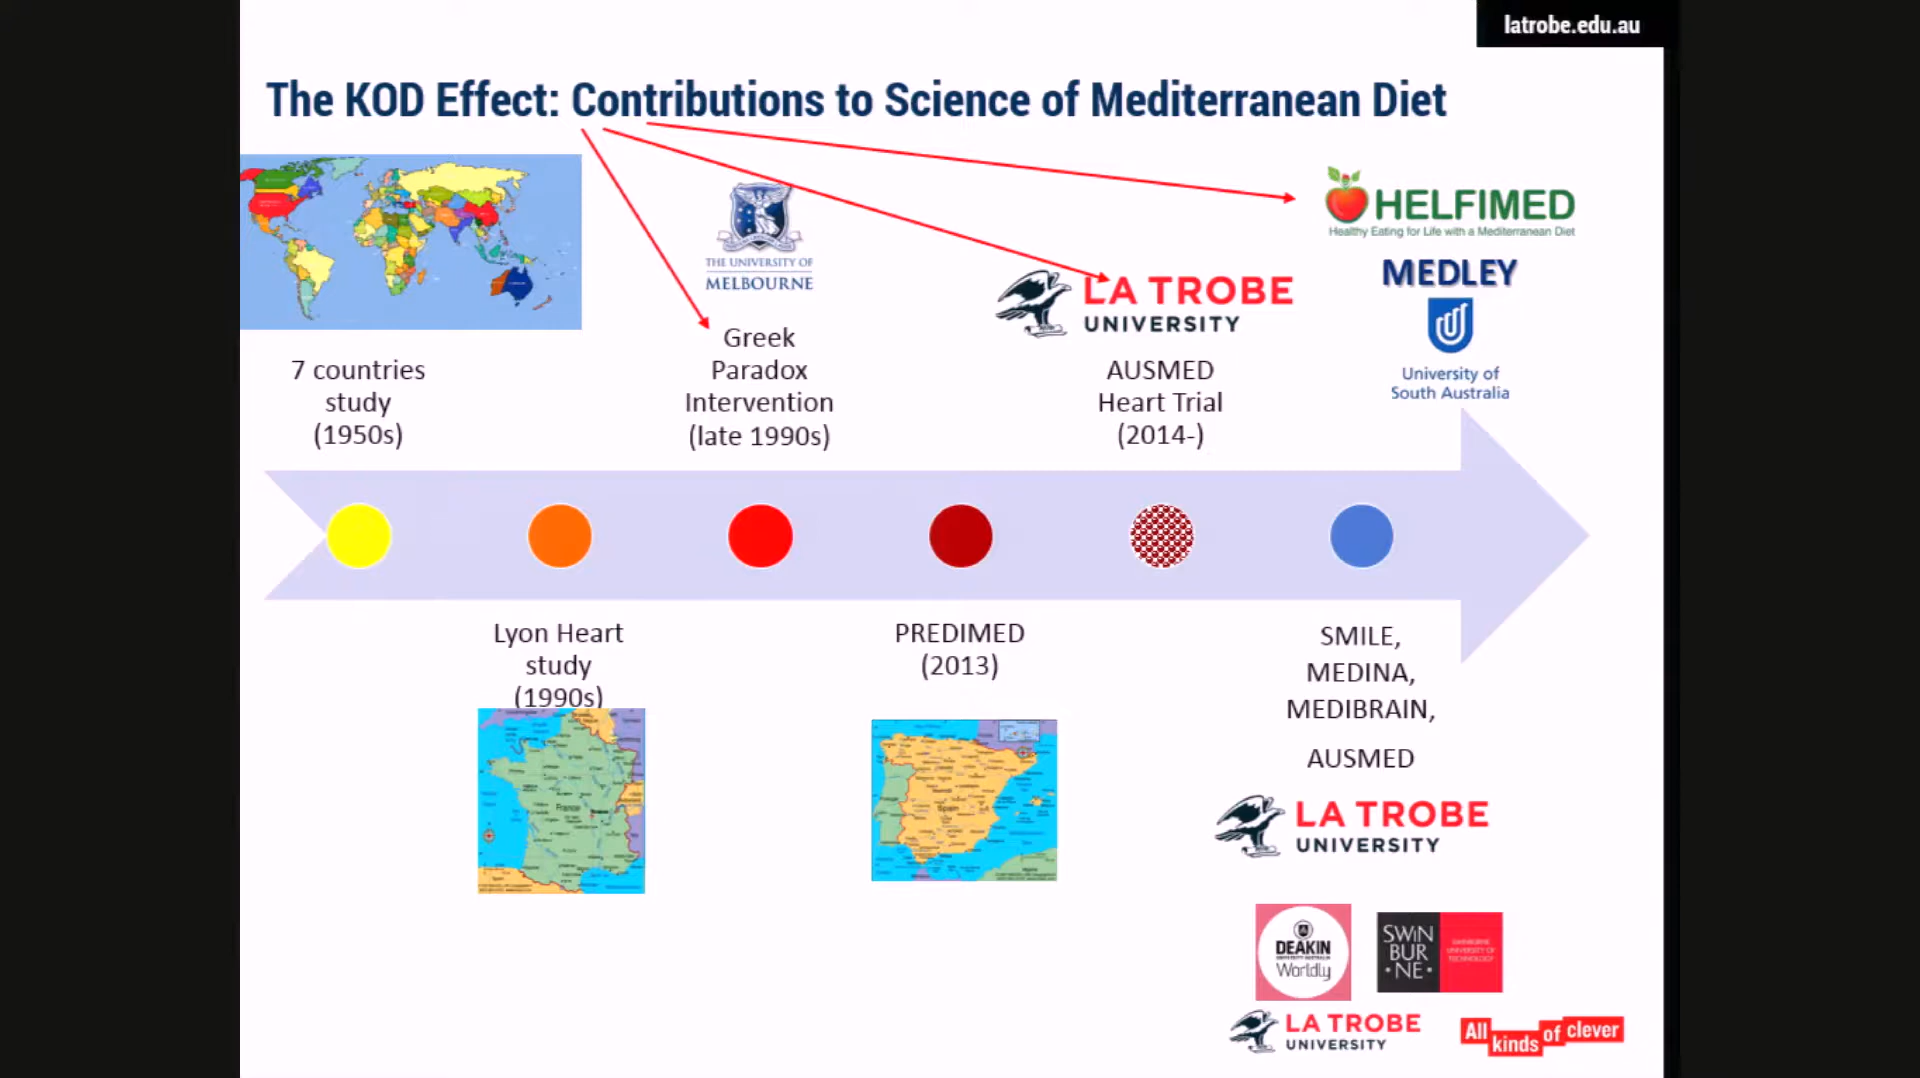 latrobe.edu.au
The KOD Effect: Contributions to Science of Mediterranean Diet
THE UNIVERSITY OF
MELBOURNE
HELFIMED
Healthy Eating for Life with a Mediterranean Diet
MEDLEY
University of
South Australia
LA TROBE
UNIVERSITY
7 countries
study
(1950s)
Greek
Paradox
Intervention
(late 1990s)
AUSMED
Heart Trial
(2014-)
Lyon Heart
study
(1990s)
France
PREDIMED
(2013)
Spain
SMILE,
MEDINA,
MEDIBRAIN,
AUSMED
LA TROBE
UNIVERSITY
DEAKIN
Worldly
SWIN
BUR
• NE •
SWINBURNE
UNIVERSITY OF
TECHNOLOGY
LA TROBE
UNIVERSITY
All kinds of clever